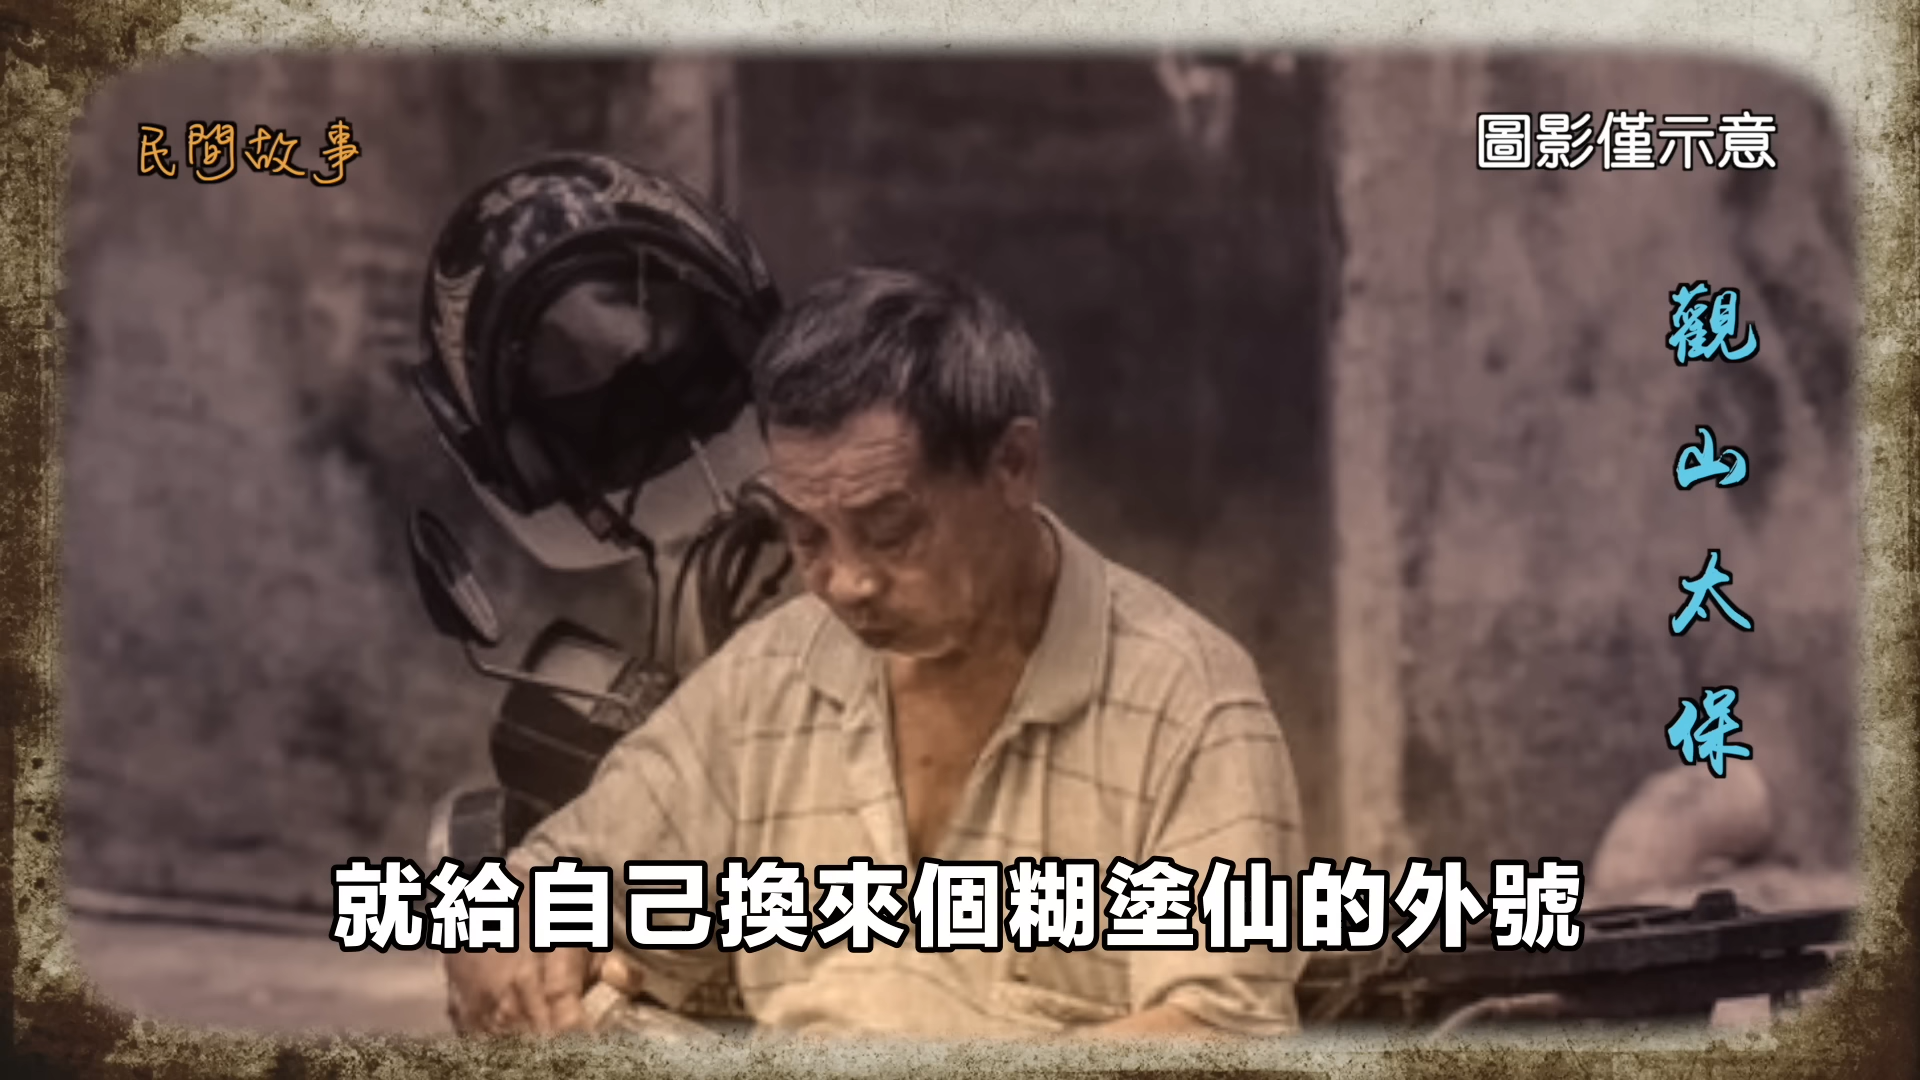 民間故事
圖影僅示意
觀山太保
就給自己換來個糊塗仙的外號